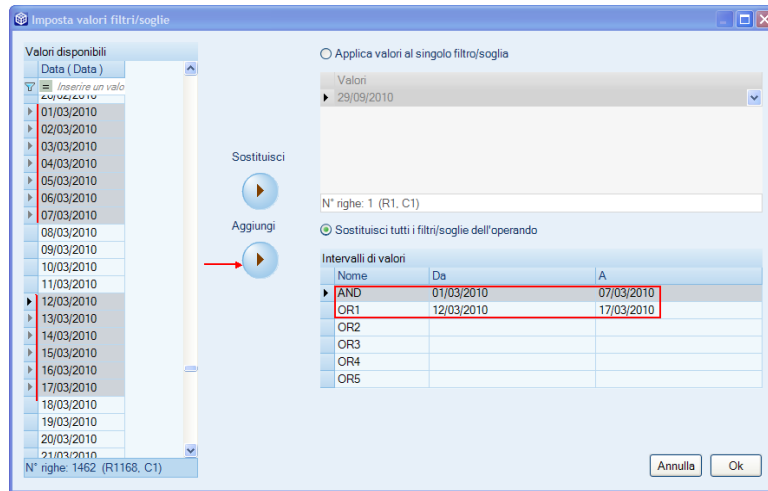 Imposta valori filtri/soglie
Valori disponibili
Data ( Data )
= Inserire un valo
28/02/2010
01/03/2010
02/03/2010
03/03/2010
04/03/2010
05/03/2010
06/03/2010
07/03/2010
08/03/2010
09/03/2010
10/03/2010
11/03/2010
12/03/2010
13/03/2010
14/03/2010
15/03/2010
16/03/2010
17/03/2010
18/03/2010
19/03/2010
20/03/2010
21/03/2010
N° righe: 1462 (R1168, C1)
Sostituisci
Aggiungi
Applica valori al singolo filtro/soglia
Valori
29/09/2010
N° righe: 1 (R1, C1)
Sostituisci tutti i filtri/soglie dell'operando
Intervalli di valori
Nome Da A
AND 01/03/2010 07/03/2010
OR1 12/03/2010 17/03/2010
OR2
OR3
OR4
OR5
Annulla Ok